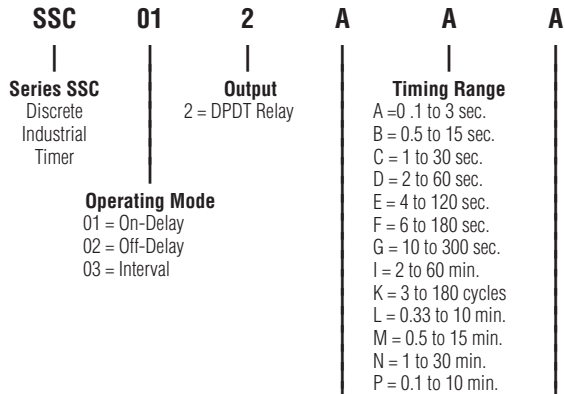 SSC 01 2 A A A
Series SSC
Discrete
Industrial
Timer
Operating Mode
01 = On-Delay
02 = Off-Delay
03 = Interval
Output
2 = DPDT Relay
Timing Range
A =0 .1 to 3 sec.
B = 0.5 to 15 sec.
C = 1 to 30 sec.
D = 2 to 60 sec.
E = 4 to 120 sec.
F = 6 to 180 sec.
G = 10 to 300 sec.
I = 2 to 60 min.
K = 3 to 180 cycles
L = 0.33 to 10 min.
M = 0.5 to 15 min.
N = 1 to 30 min.
P = 0.1 to 10 min.